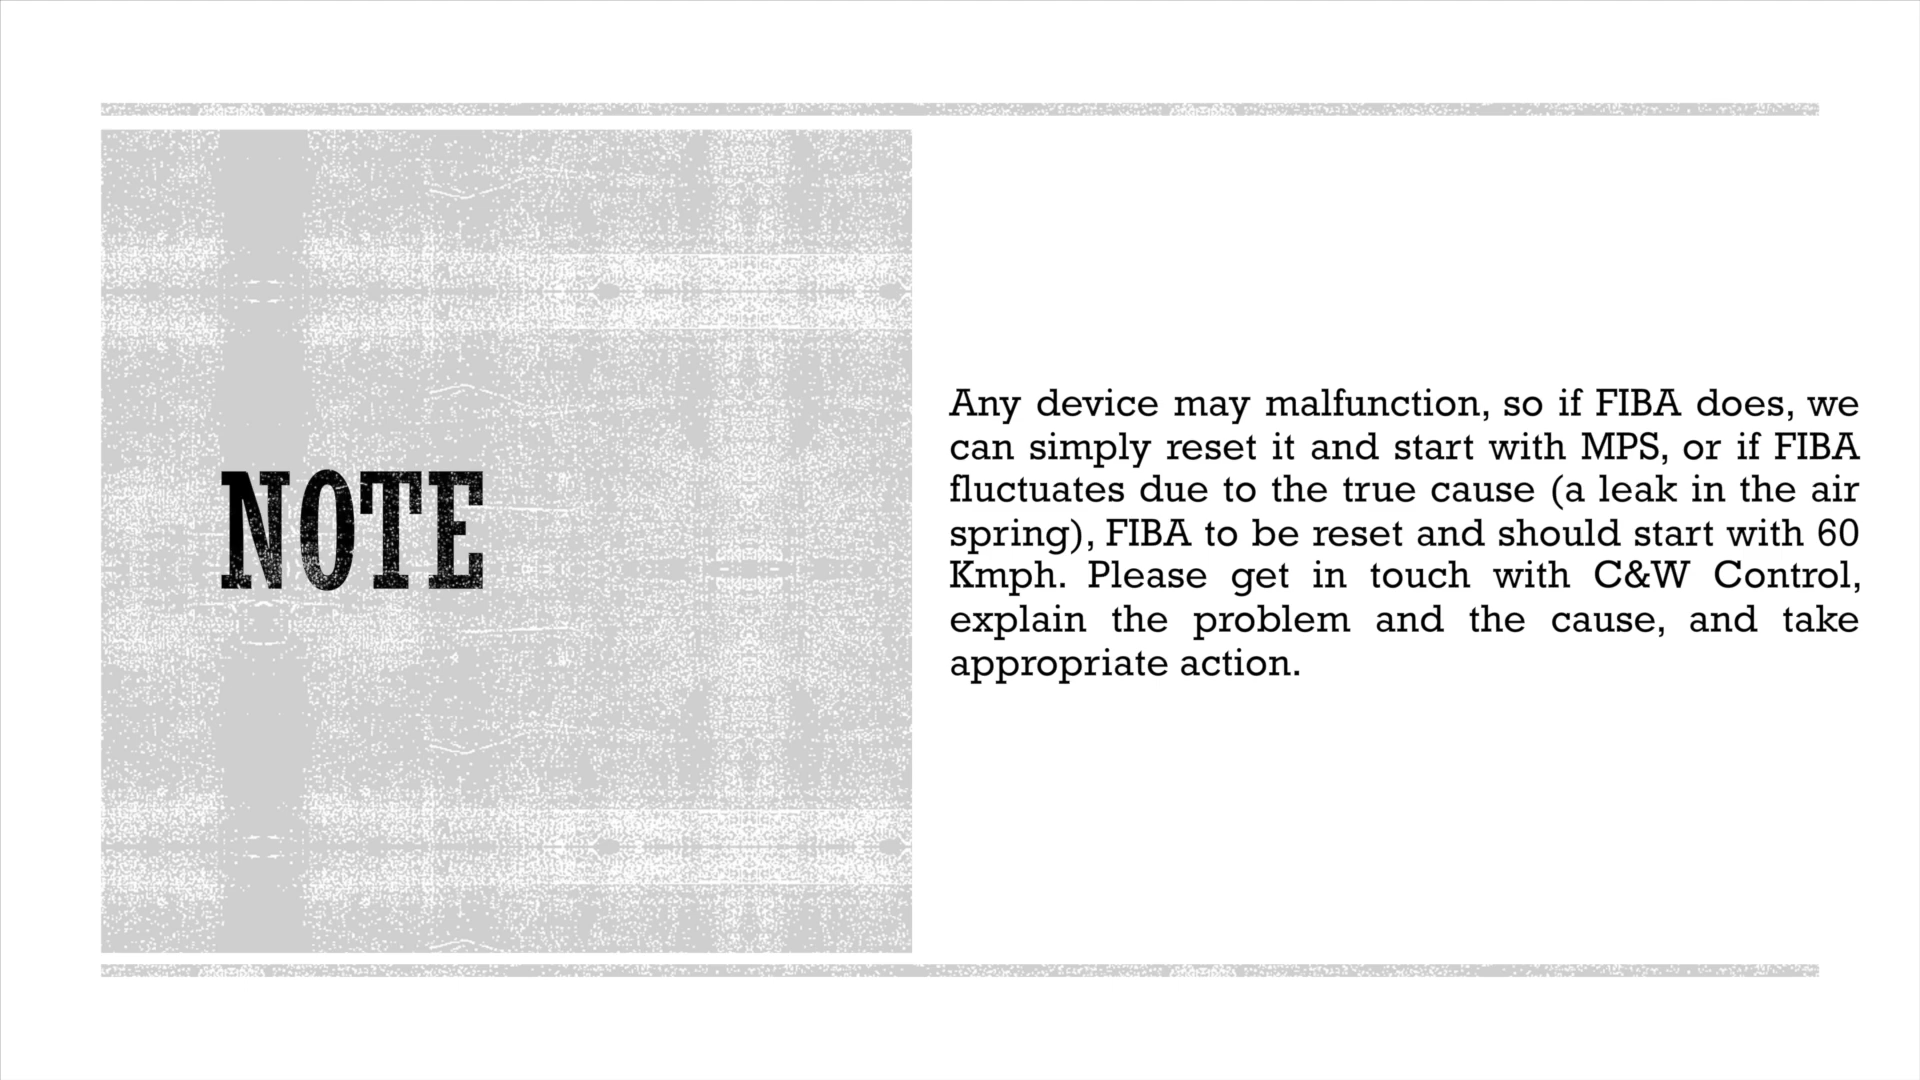 NOTE
Any device may malfunction, so if FIBA does, we
can simply reset it and start with MPS, or if FIBA
fluctuates due to the true cause (a leak in the air
spring), FIBA to be reset and should start with 60
Kmph. Please get in touch with C&W Control,
explain the problem and the cause, and take
appropriate action.